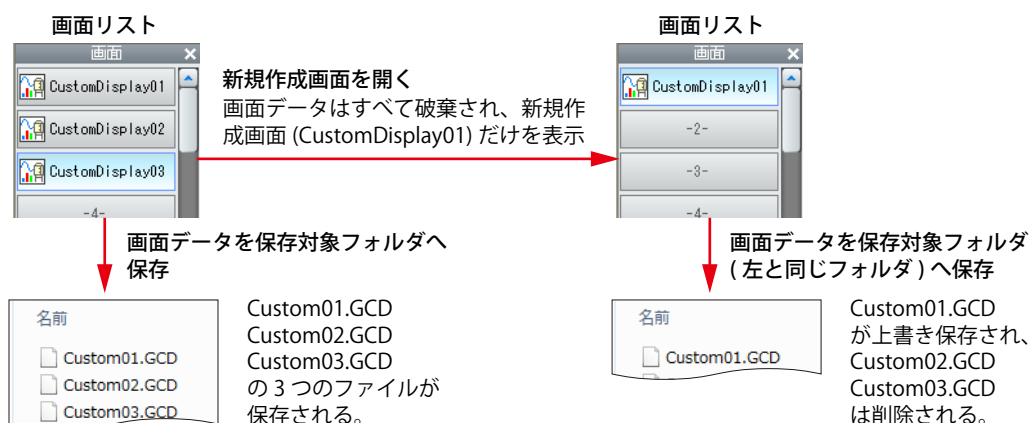 画面リスト
画面
CustomDisplay01
CustomDisplay02
CustomDisplay03
-4-
新規作成画面を開く
画面データはすべて破棄され、新規作
成画面 (CustomDisplay01) だけを表示
画面リスト
画面
CustomDisplay01
-2-
-3-
-4-
画面データを保存対象フォルダへ
保存
名前
Custom01.GCD
Custom02.GCD
Custom03.GCD
Custom01.GCD
Custom02.GCD
Custom03.GCD
の 3 つのファイルが
保存される。
画面データを保存対象フォルダ
( 左と同じフォルダ ) へ保存
名前
Custom01.GCD
Custom01.GCD
が上書き保存され、
Custom02.GCD
Custom03.GCD
は削除される。